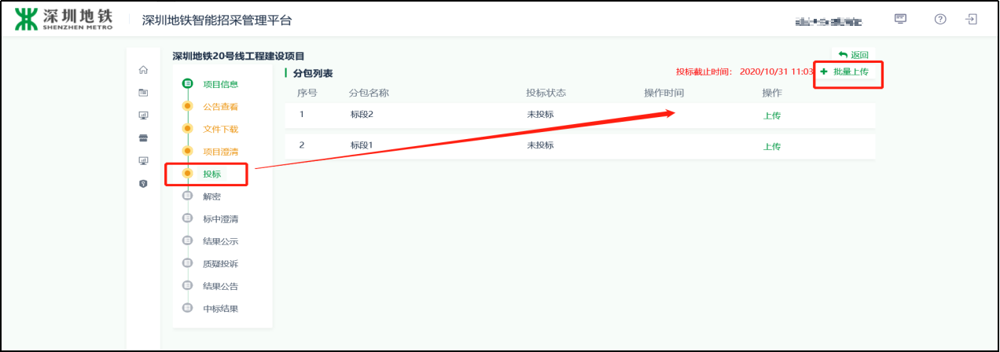 深圳地铁
SHENZHEN METRO
深圳地铁智能招采管理平台
深圳地铁20号线工程建设项目
返回
分包列表
投标截止时间： 2020/10/31 11:03
批量上传
序号 分包名称 投标状态 操作时间 操作
1 标段2 未投标 上传
2 标段1 未投标 上传
项目信息
公告查看
文件下载
项目澄清
投标
解密
标中澄清
结果公示
质疑投诉
结果公告
中标结果